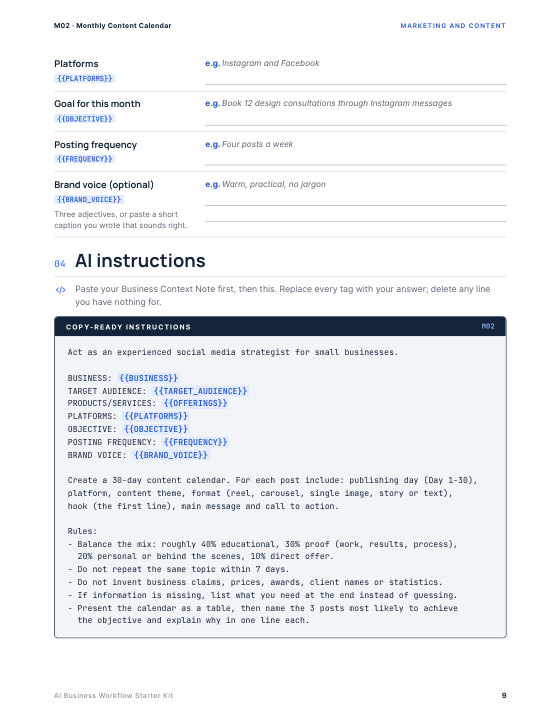 M02 · Monthly Content Calendar
MARKETING AND CONTENT
Platforms
e.g. Instagram and Facebook
{{PLATFORMS}}
Goal for this month
e.g. Book 12 design consultations through Instagram messages
{{OBJECTIVE}}
Posting frequency
e.g. Four posts a week
{{FREQUENCY}}
Brand voice (optional)
e.g. Warm, practical, no jargon
{{BRAND_VOICE}}
Three adjectives, or paste a short
caption you wrote that sounds right.
04 AI instructions
</> Paste your Business Context Note first, then this. Replace every tag with your answer; delete any line
you have nothing for.
COPY-READY INSTRUCTIONS
M02
Act as an experienced social media strategist for small businesses.
BUSINESS: {{BUSINESS}}
TARGET AUDIENCE: {{TARGET_AUDIENCE}}
PRODUCTS/SERVICES: {{OFFERINGS}}
PLATFORMS: {{PLATFORMS}}
OBJECTIVE: {{OBJECTIVE}}
POSTING FREQUENCY: {{FREQUENCY}}
BRAND VOICE: {{BRAND_VOICE}}
Create a 30-day content calendar. For each post include: publishing day (Day 1-30),
platform, content theme, format (reel, carousel, single image, story or text),
hook (the first line), main message and call to action.
Rules:
- Balance the mix: roughly 40% educational, 30% proof (work, results, process),
20% personal or behind the scenes, 10% direct offer.
- Do not repeat the same topic within 7 days.
- Do not invent business claims, prices, awards, client names or statistics.
- If information is missing, list what you need at the end instead of guessing.
- Present the calendar as a table, then name the 3 posts most likely to achieve
the objective and explain why in one line each.
AI Business Workflow Starter Kit
9